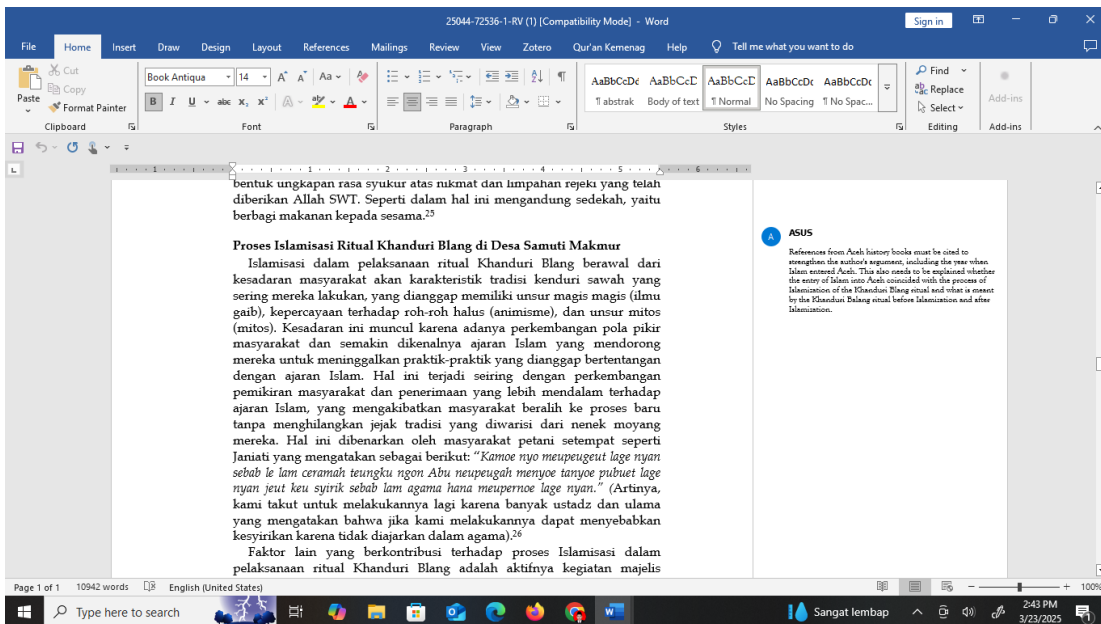 25044-72536-1-RV (1) [Compatibility Mode] - Word
Sign in
File Home Insert Draw Design Layout References Mailings Review View Zotero Qur'an Kemenag Help Tell me what you want to do
Paste
Cut
Copy
Format Painter
Clipboard
Book Antiqua 14
Font
Paragraph
AaBbCcDd AaBbCcD AaBbCcD AaBbCcDc AaBbCcDc
¶ abstrak Body of text ¶ Normal No Spacing ¶ No Spac...
Styles
Find
Replace
Select
Editing
Add-ins
Add-ins
1 1 2 3 4 5 6
bentuk ungkapan rasa syukur atas nikmat dan limpahan rejeki yang telah
diberikan Allah SWT. Seperti dalam hal ini mengandung sedekah, yaitu
berbagi makanan kepada sesama.25
Proses Islamisasi Ritual Khanduri Blang di Desa Samuti Makmur
Islamisasi dalam pelaksanaan ritual Khanduri Blang berawal dari
kesadaran masyarakat akan karakteristik tradisi kenduri sawah yang
sering mereka lakukan, yang dianggap memiliki unsur magis magis (ilmu
gaib), kepercayaan terhadap roh-roh halus (animisme), dan unsur mitos
(mitos). Kesadaran ini muncul karena adanya perkembangan pola pikir
masyarakat dan semakin dikenalnya ajaran Islam yang mendorong
mereka untuk meninggalkan praktik-praktik yang dianggap bertentangan
dengan ajaran Islam. Hal ini terjadi seiring dengan perkembangan
pemikiran masyarakat dan penerimaan yang lebih mendalam terhadap
ajaran Islam, yang mengakibatkan masyarakat beralih ke proses baru
tanpa menghilangkan jejak tradisi yang diwarisi dari nenek moyang
mereka. Hal ini dibenarkan oleh masyarakat petani setempat seperti
Janiati yang mengatakan sebagai berikut: “Kamoe nyo meupeugeut lage nyan
sebab le lam ceramah teungku ngon Abu neupeugah menyoe tanyoe pubuet lage
nyan jeut keu syirik sebab lam agama hana meupernoe lage nyan.” (Artinya,
kami takut untuk melakukannya lagi karena banyak ustadz dan ulama
yang mengatakan bahwa jika kami melakukannya dapat menyebabkan
kesyirikan karena tidak diajarkan dalam agama).26
Faktor lain yang berkontribusi terhadap proses Islamisasi dalam
pelaksanaan ritual Khanduri Blang adalah aktifnya kegiatan majelis
A ASUS
References from Aceh history books must be cited to
strengthen the author's argument, including the year when
Islam entered Aceh. This also needs to be explained whether
the entry of Islam into Aceh coincided with the process of
Islamization of the Khanduri Blang ritual and what is meant
by the Khanduri Balang ritual before Islamization and after
Islamization.
Page 1 of 1 10942 words English (United States) 100%
Type here to search
Sangat lembap
2:43 PM
3/23/2025